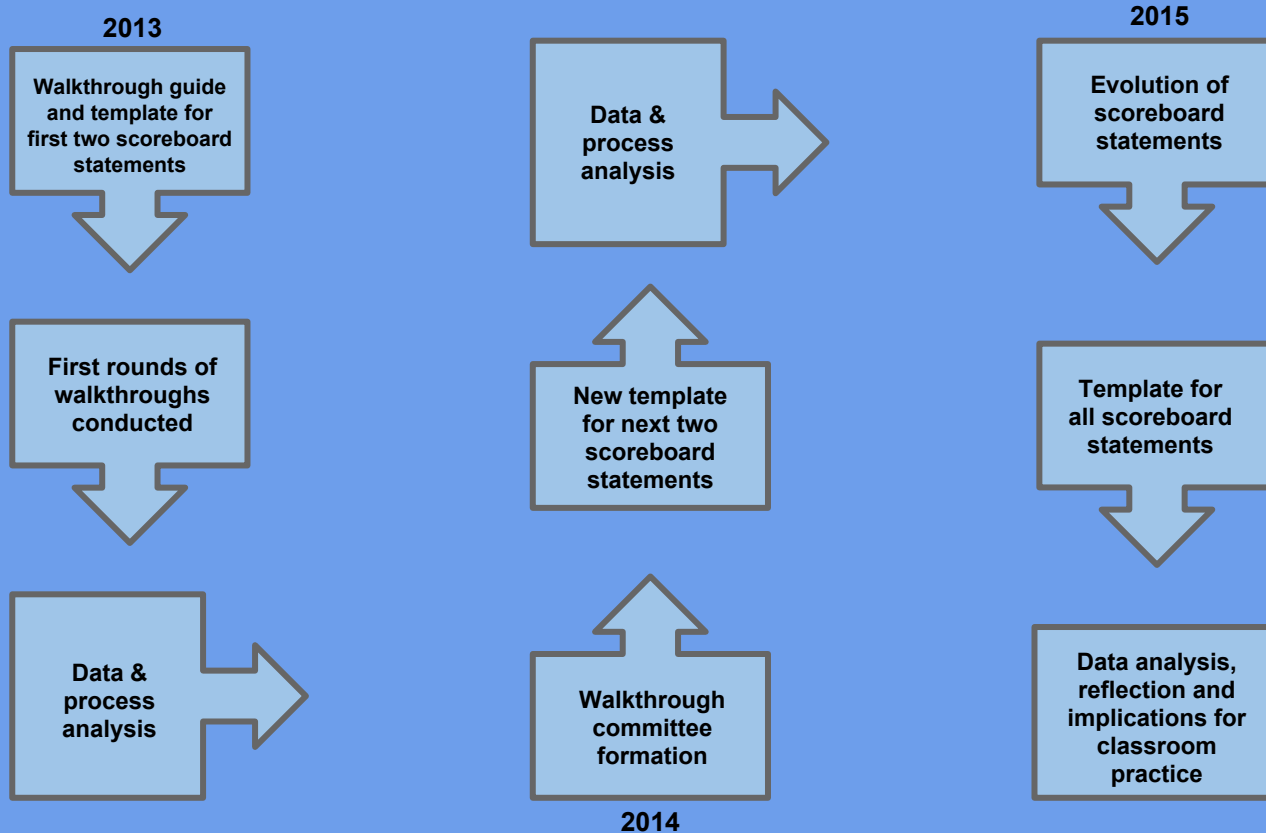 2013
Walkthrough guide
and template for
first two scoreboard
statements
First rounds of
walkthroughs
conducted
Data &
process
analysis
2014
Walkthrough
committee
formation
New template
for next two
scoreboard
statements
Data &
process
analysis
2015
Evolution of
scoreboard
statements
Template for
all scoreboard
statements
Data analysis,
reflection and
implications for
classroom
practice